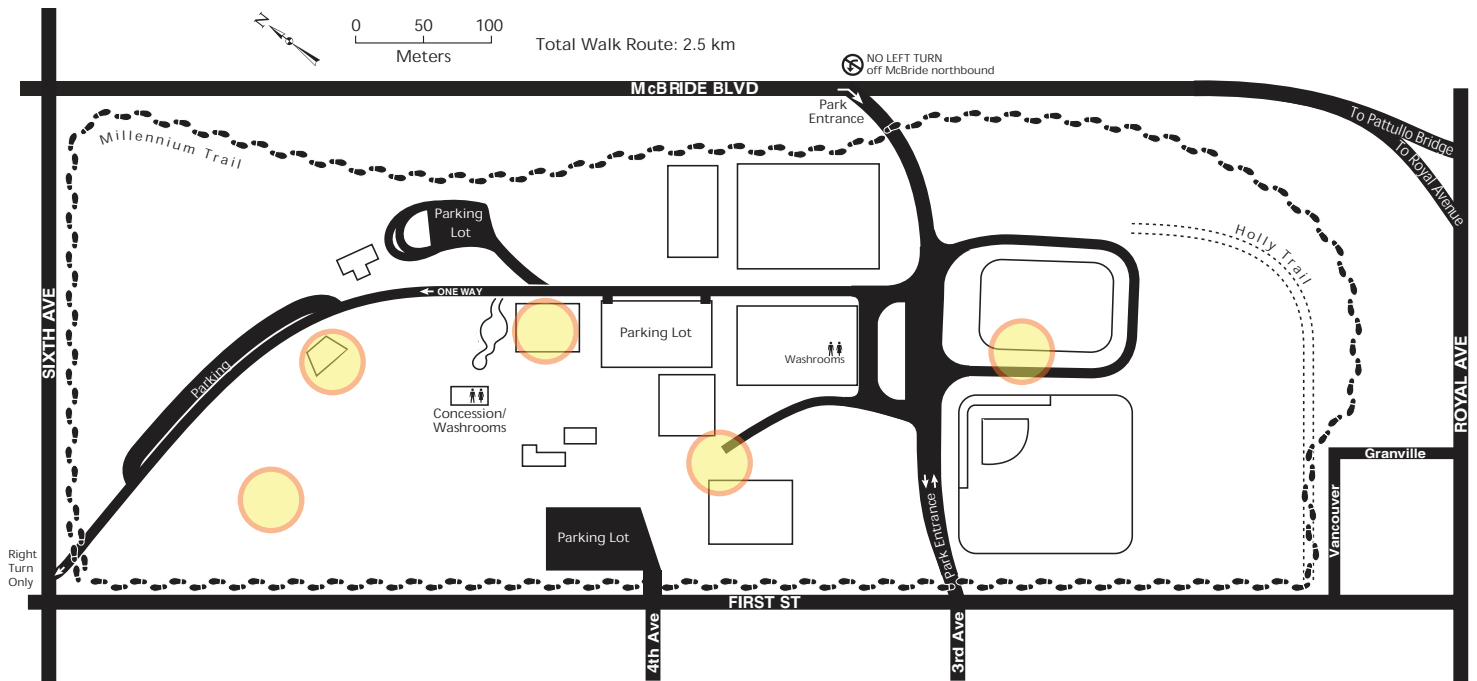 N
0 50 100
Meters
Total Walk Route: 2.5 km
NO LEFT TURN
off McBride northbound
McBRIDE BLVD
Park
Entrance
To Pattullo Bridge
To Royal Avenue
Millennium Trail
Parking
Lot
Holly Trail
SIXTH AVE
ONE WAY
Parking Lot
Washrooms
Parking
Concession/
Washrooms
ROYAL AVE
Granville
Vancouver
Park Entrance
Parking Lot
Right
Turn
Only
FIRST ST
4th Ave
3rd Ave